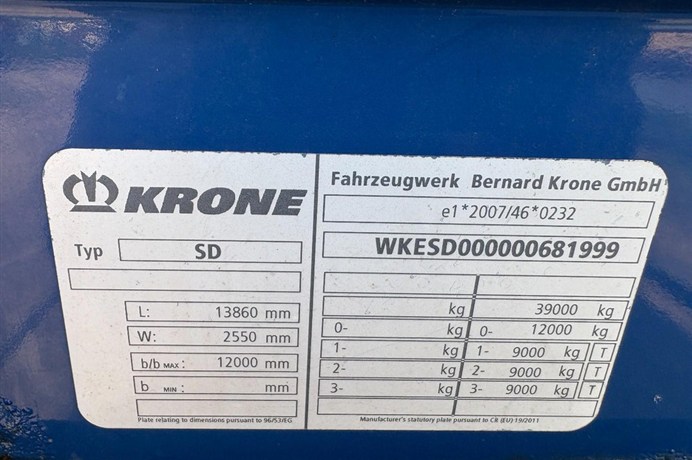 KRONE
Typ SD
L: 13860 mm
W: 2550 mm
b/b MAX: 12000 mm
b MIN: mm
Plate relating to dimensions pursuant to 96/53/EG.
Fahrzeugwerk Bernard Krone GmbH
e1*2007/46*0232
WKESD000000681999
kg 39000 kg
0- kg 0- 12000 kg
1- kg 1- 9000 kg T
2- kg 2- 9000 kg T
3- kg 3- 9000 kg T
Manufacturer's statutory plate pursuant to CR (EU) 19/2011